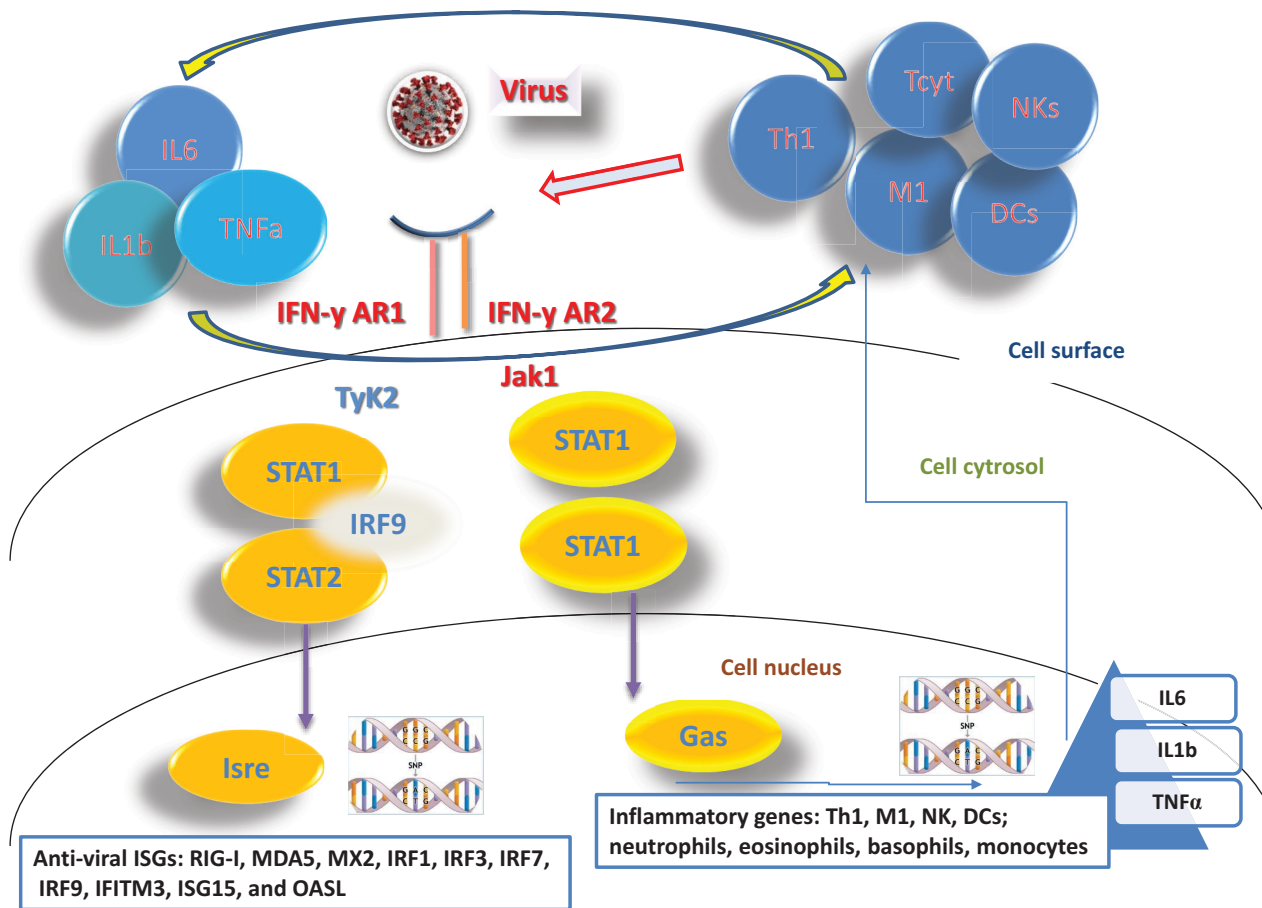 Virus
IL6
IL1b
TNFa
Tcyt
NKs
Th1
M1
DCs
IFN-y AR1
IFN-y AR2
Cell surface
Jak1
TyK2
STAT1
IRF9
STAT2
STAT1
STAT1
Cell cytrosol
Cell nucleus
Isre
G G C
C C G
SNP
G A C
C T G
Gas
G G C
C C G
SNP
G A C
C T G
IL6
IL1b
TNFα
Anti-viral ISGs: RIG-I, MDA5, MX2, IRF1, IRF3, IRF7,
IRF9, IFITM3, ISG15, and OASL
Inflammatory genes: Th1, M1, NK, DCs;
neutrophils, eosinophils, basophils, monocytes